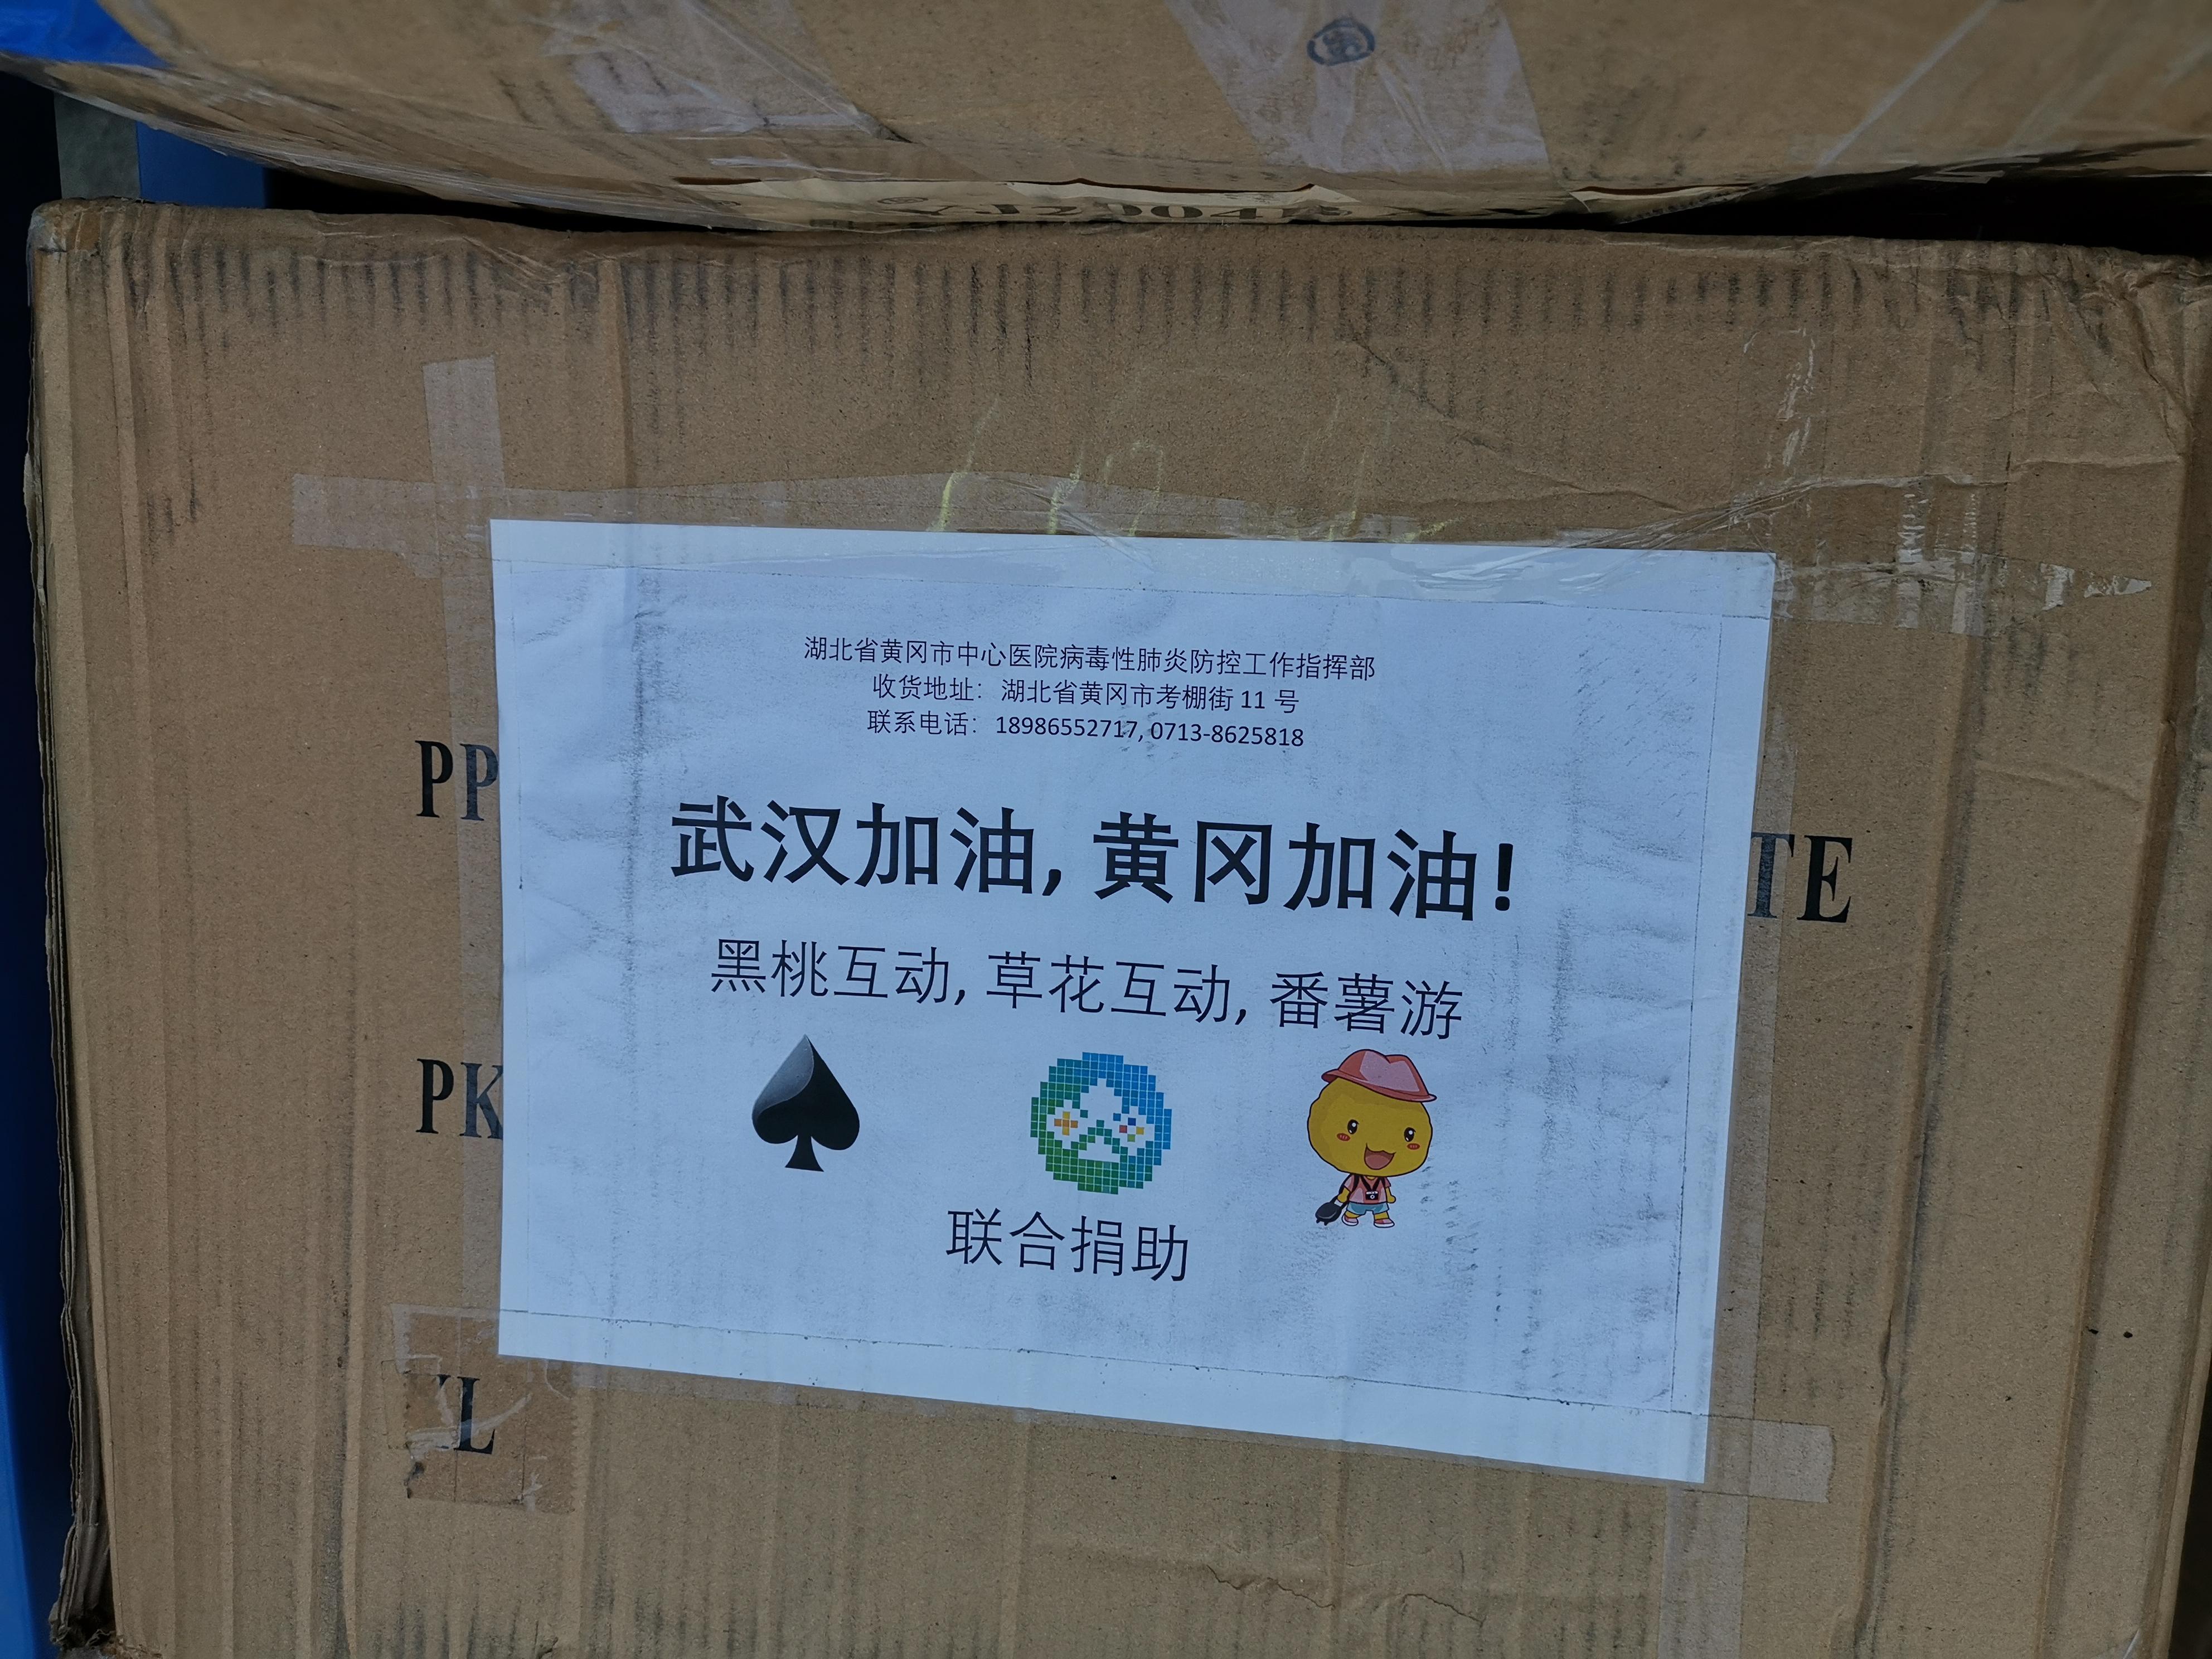 湖北省黄冈市中心医院病毒性肺炎防控工作指挥部
收货地址：湖北省黄冈市考棚街 11 号
联系电话：18986552717, 0713-8625818
PP
武汉加油, 黄冈加油!
TE
黑桃互动, 草花互动, 番薯游
PK
联合捐助